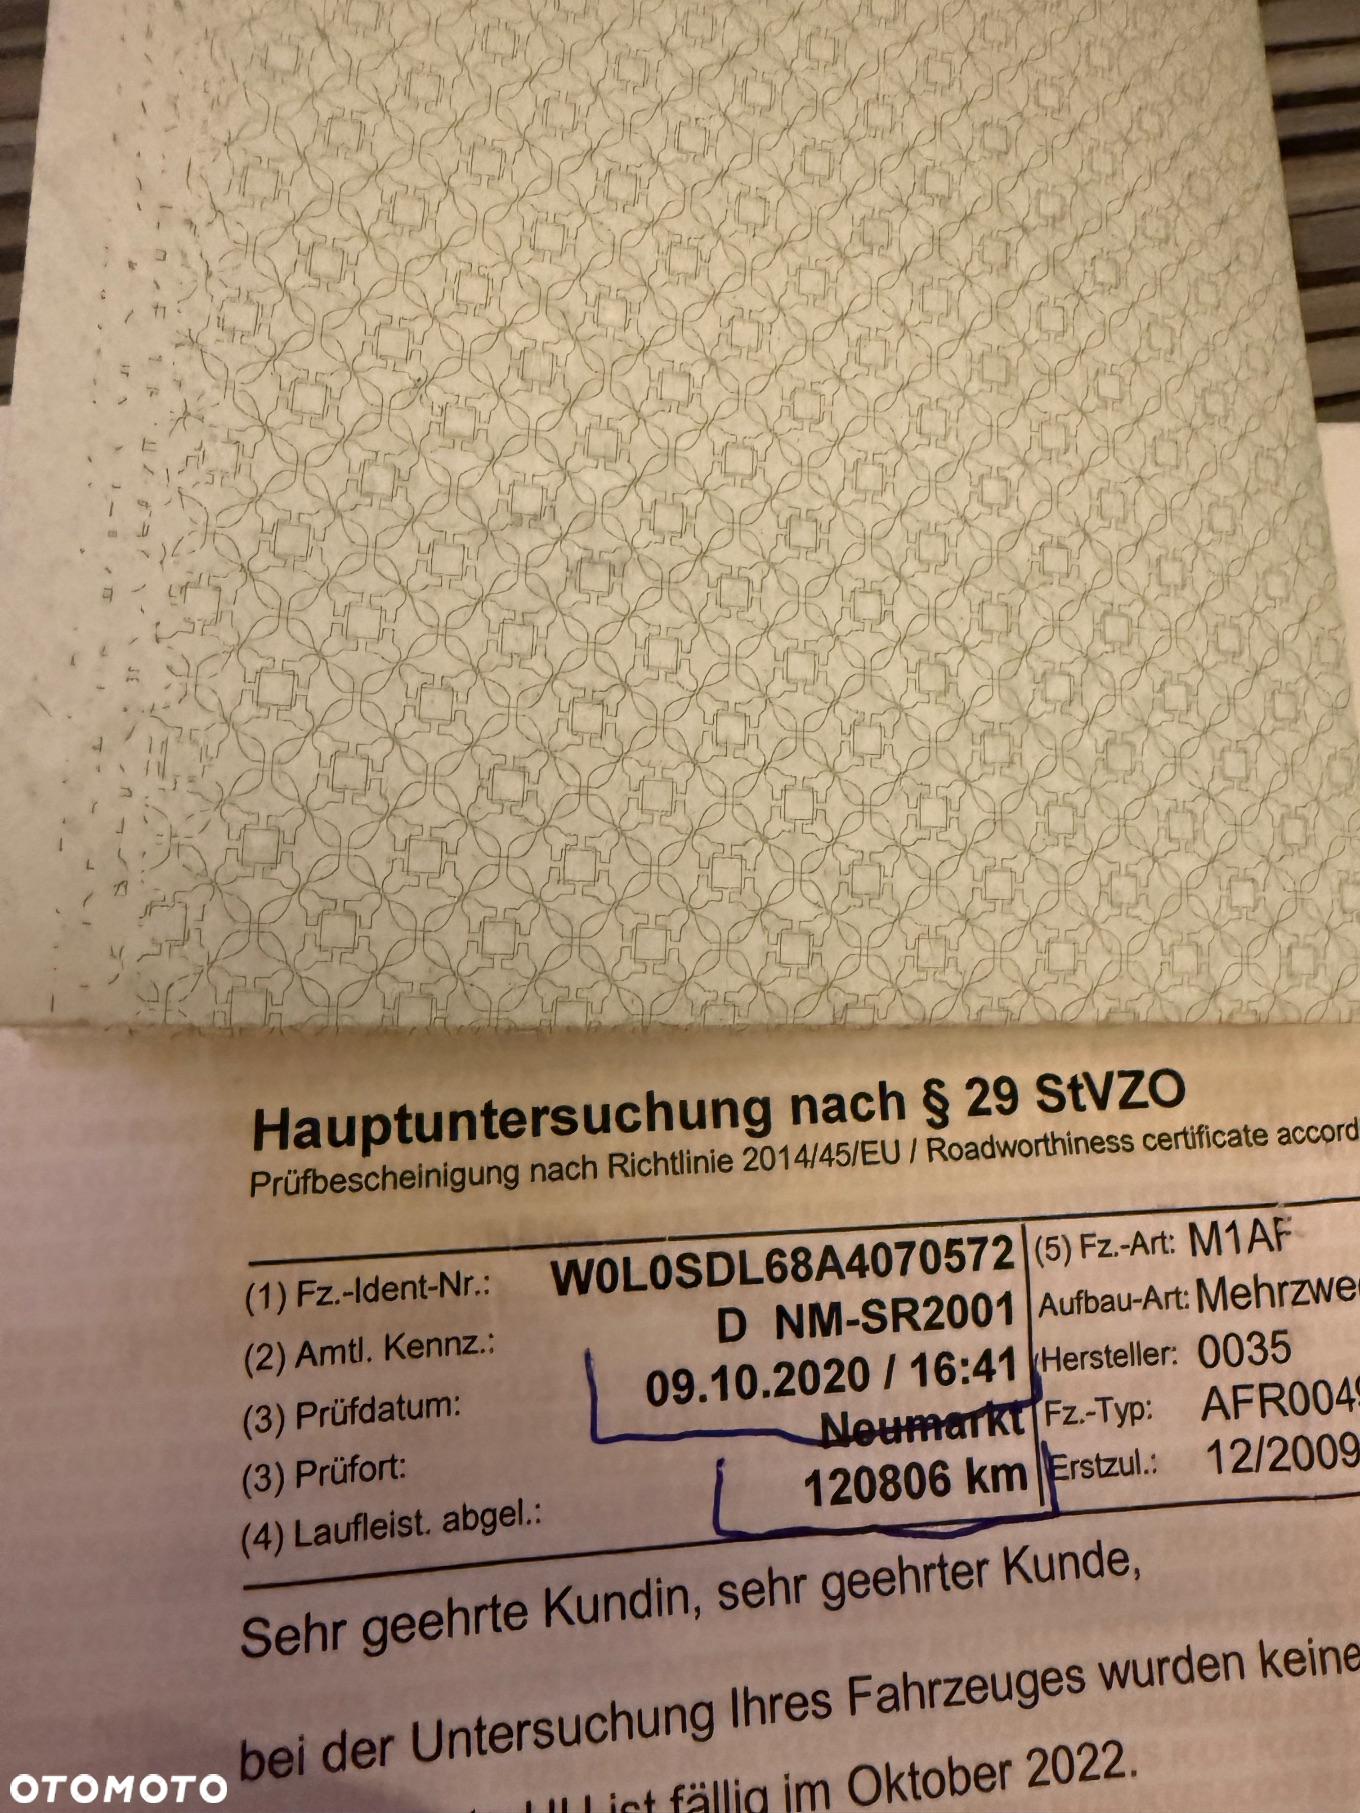 Hauptuntersuchung nach § 29 StVZO
Prüfbescheinigung nach Richtlinie 2014/45/EU / Roadworthiness certificate accord
(1) Fz.-Ident-Nr.: W0L0SDL68A4070572
(2) Amtl. Kennz.: D NM-SR2001
(3) Prüfdatum: 09.10.2020 / 16:41
(3) Prüfort: Neumarkt
(4) Laufleist. abgel.: 120806 km
(5) Fz.-Art: M1AF
Aufbau-Art: Mehrzwe
Hersteller: 0035
Fz.-Typ: AFR004
Erstzul.: 12/2009
Sehr geehrte Kundin, sehr geehrter Kunde,
bei der Untersuchung Ihres Fahrzeuges wurden keine
HU ist fällig im Oktober 2022.
OTOMOTO